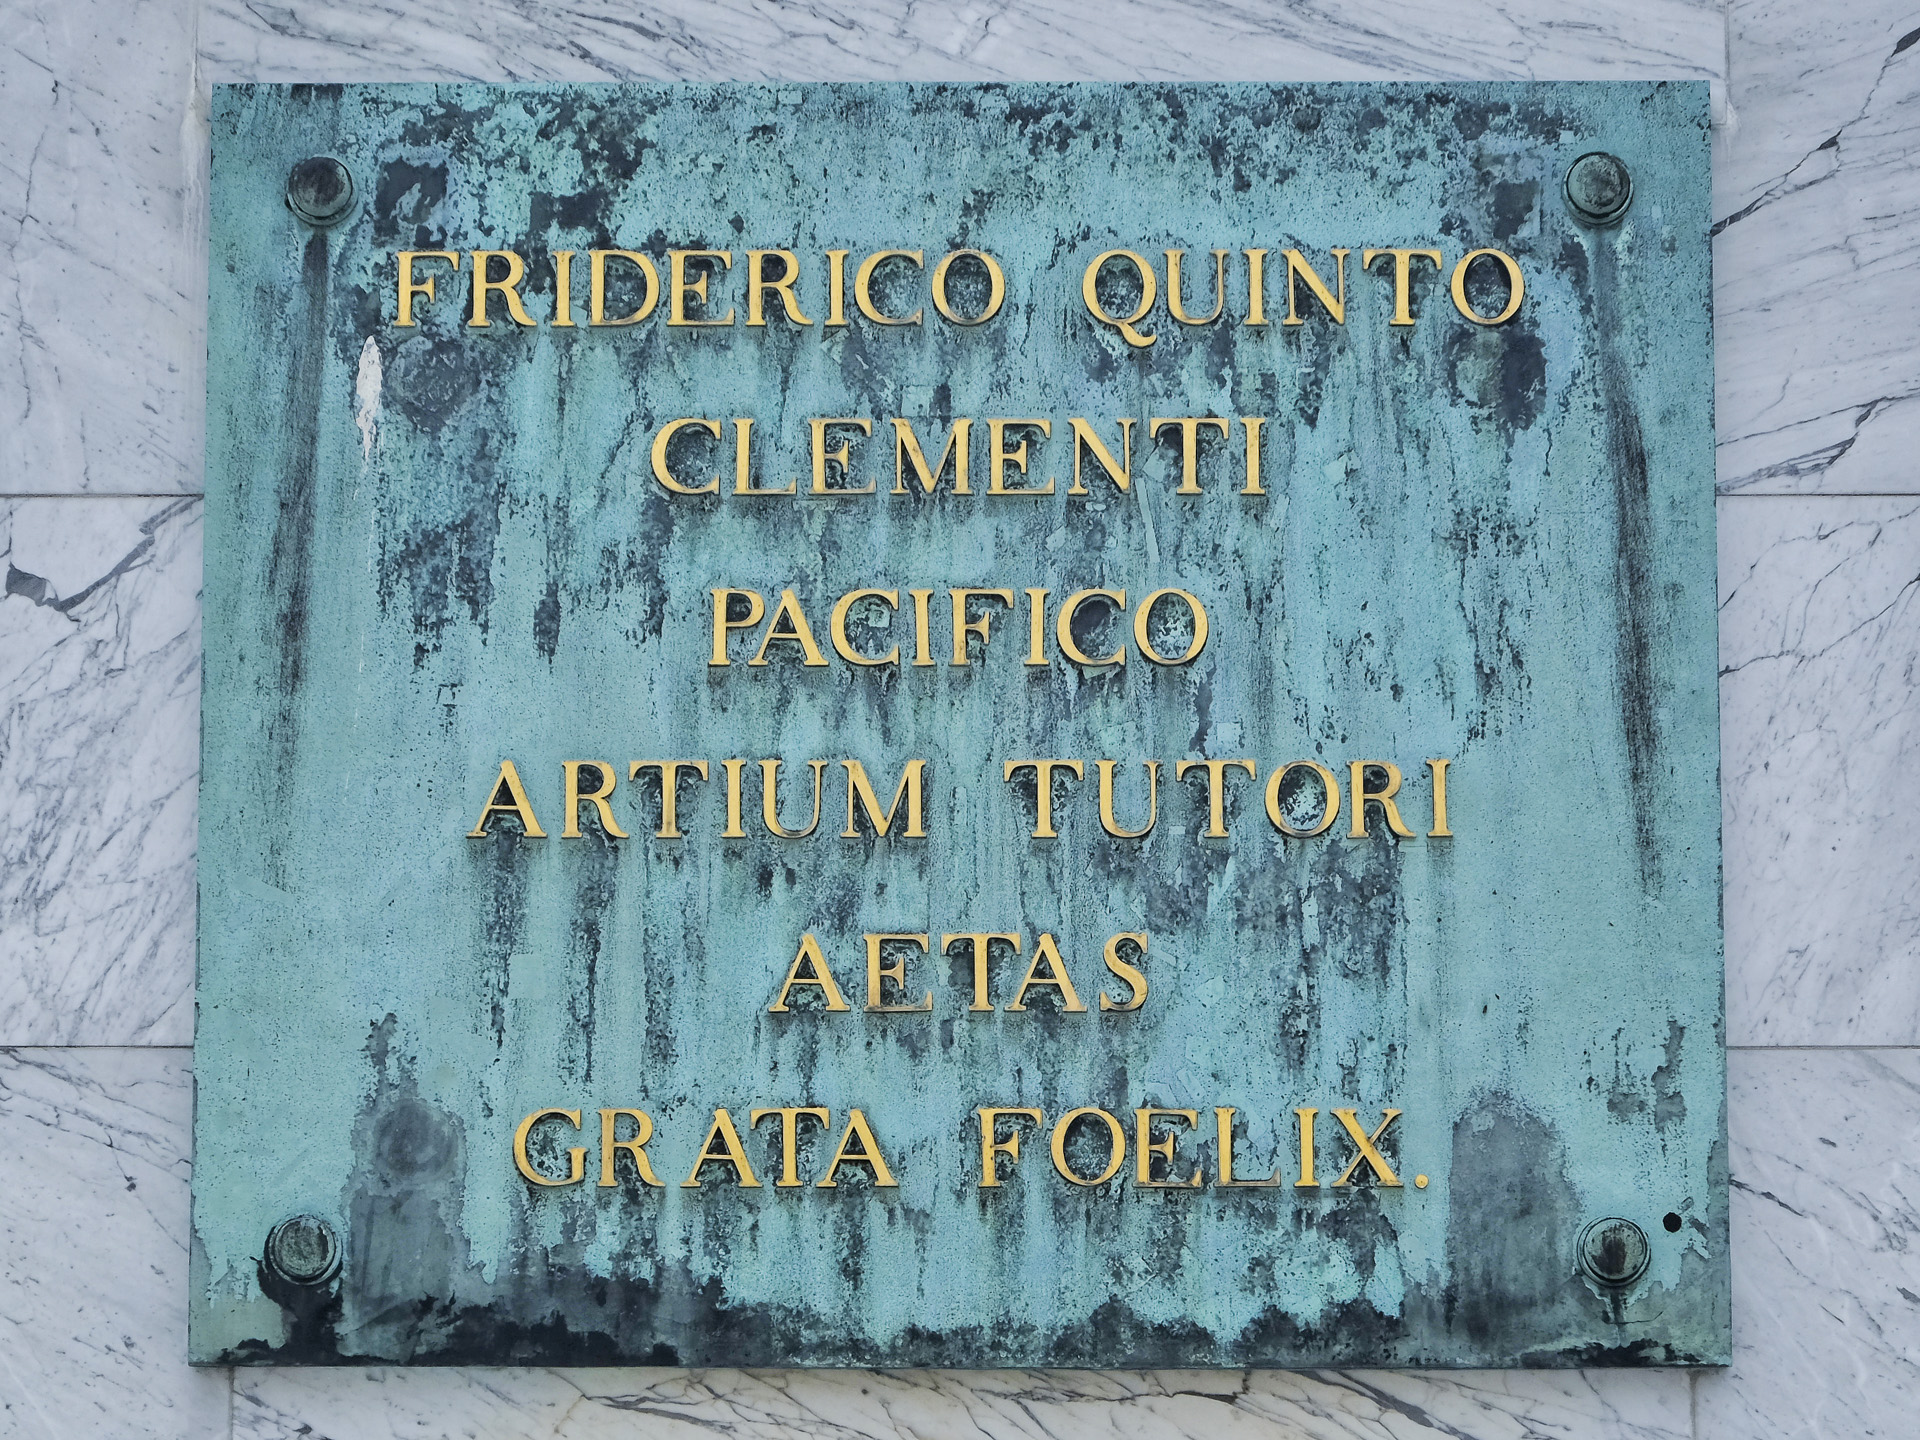 FRIDERICO QUINTO
CLEMENTI
PACIFICO
ARTIUM TUTORI
AETAS
GRATA FOELIX.